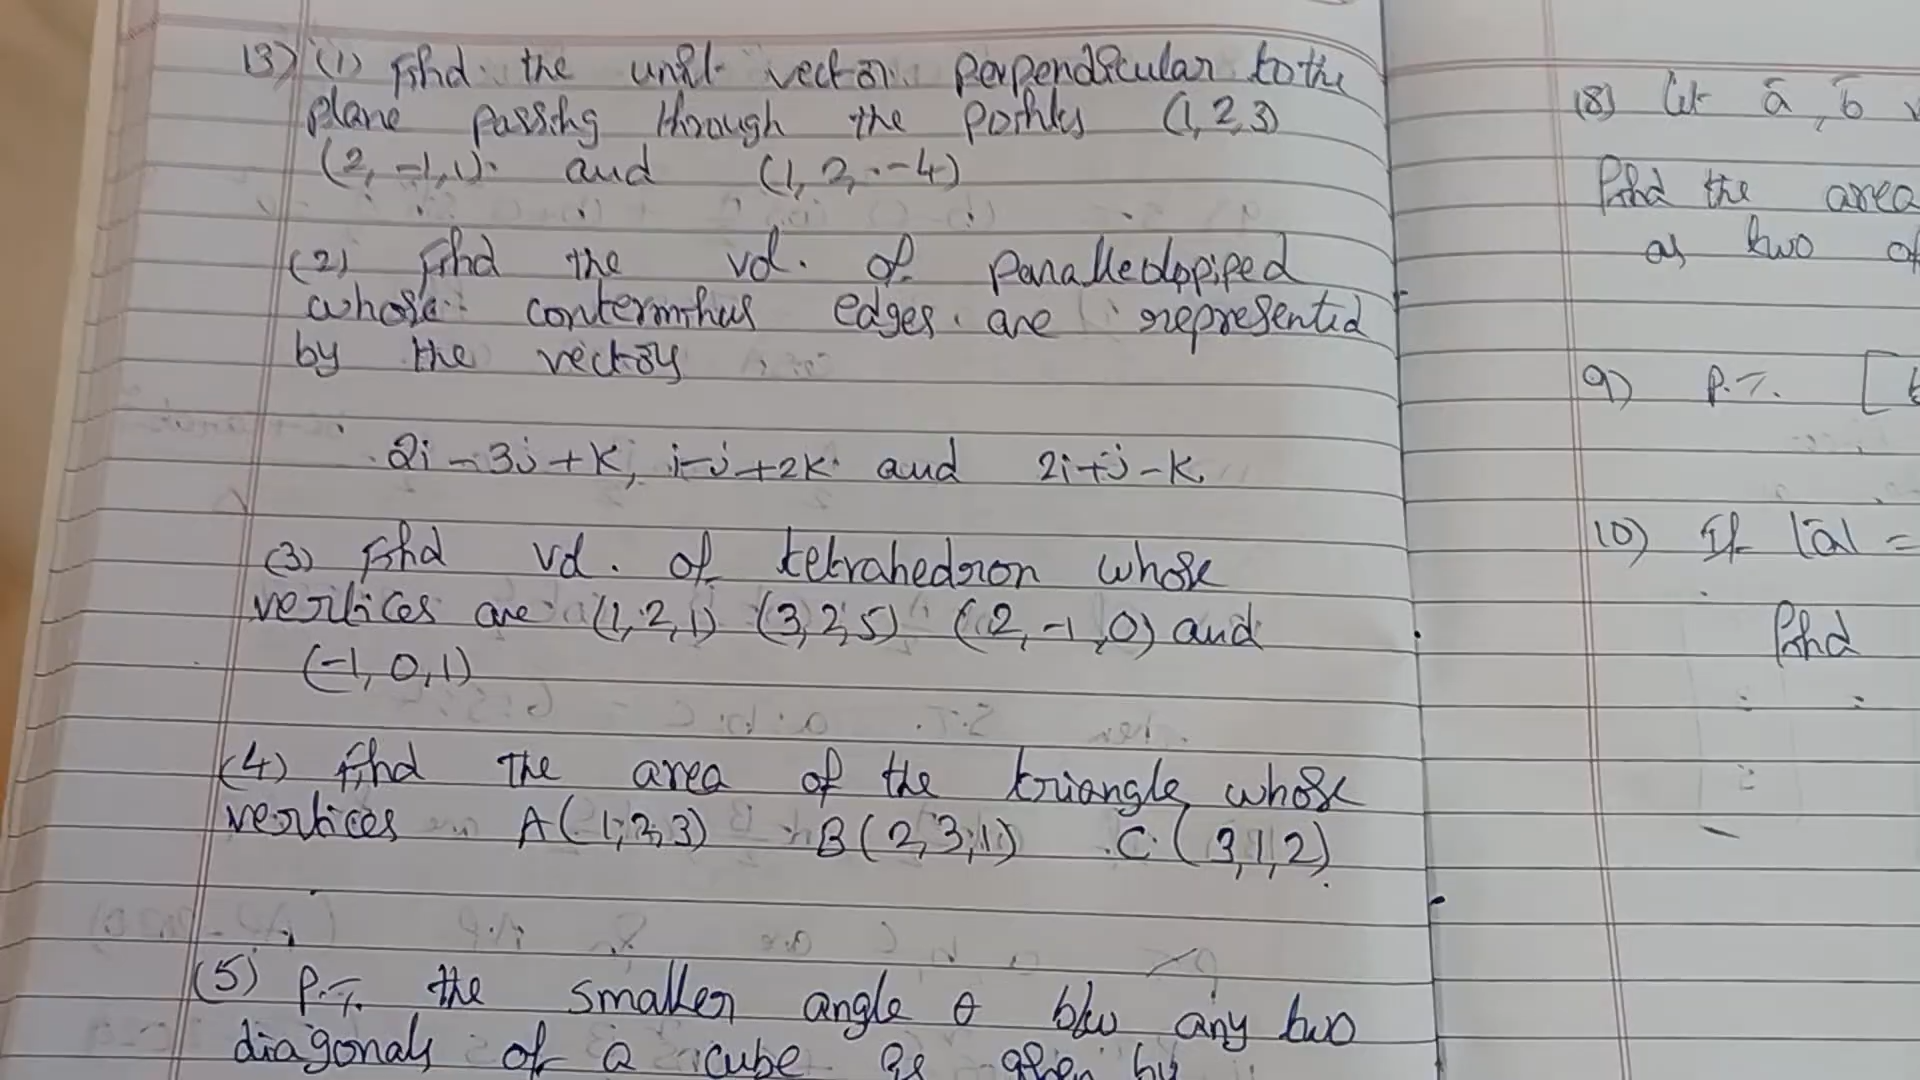 13) (1) Find the unit vector perpendicular to the
plane passing through the points (1, 2, 3)
(2, -1, 1) and (1, 2, -4)
(2) Find the vol. of parallelopiped
whose conterminus edges are represented
by the vectors
2i - 3j + k, i - j + 2k and 2i + j - k
(3) Find vol. of tetrahedron whose
vertices are (1, 2, 1) (3, 2, 5) (2, -1, 0) and
(-1, 0, 1)
(4) Find the area of the triangle whose
vertices A(1, 2, 3) B(2, 3, 1) C(3, 1, 2).
(5) P.T. the smaller angle θ b/w any two
diagonals of a cube is given by
(8) Let ā, b̄
Find the area
as two of
9) P.T. [b
10) If |ā| =
Find